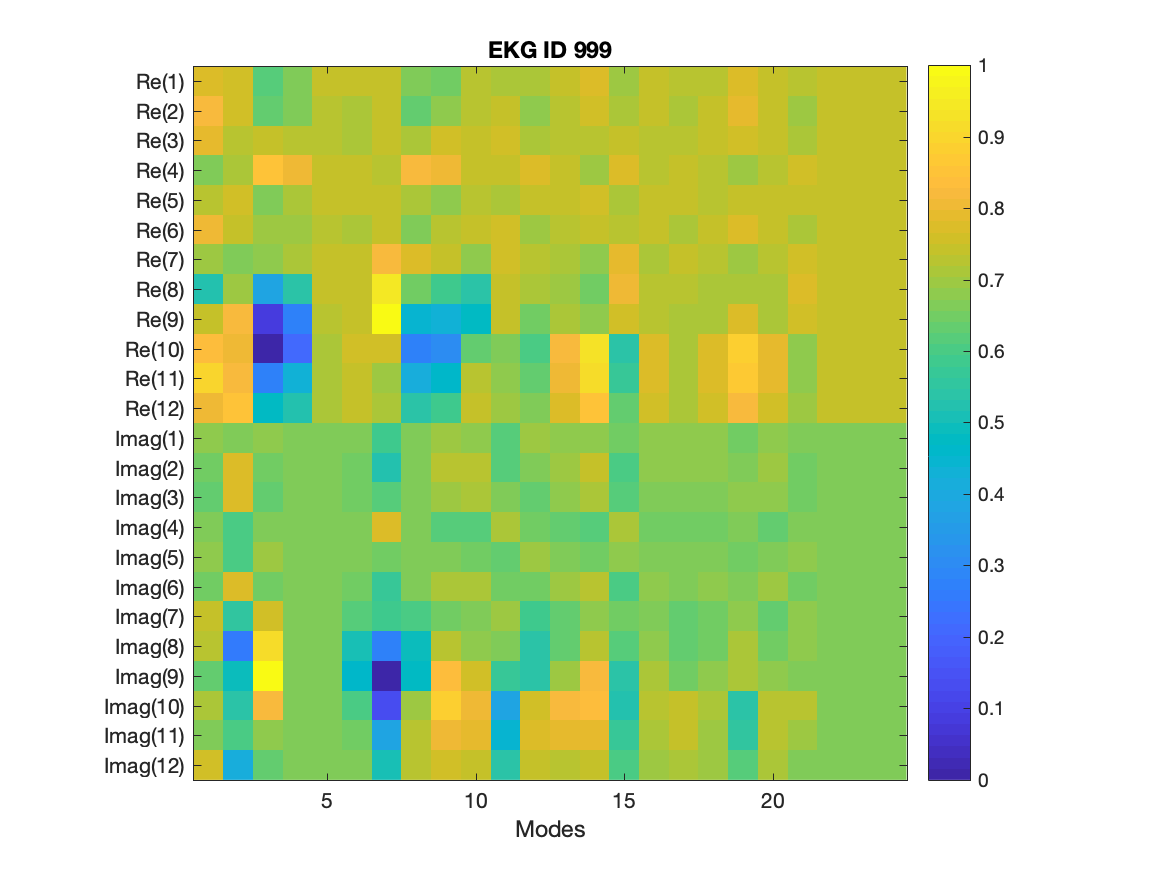 EKG ID 999
Re(1)
Re(2)
Re(3)
Re(4)
Re(5)
Re(6)
Re(7)
Re(8)
Re(9)
Re(10)
Re(11)
Re(12)
Imag(1)
Imag(2)
Imag(3)
Imag(4)
Imag(5)
Imag(6)
Imag(7)
Imag(8)
Imag(9)
Imag(10)
Imag(11)
Imag(12)
5 10 15 20
Modes
1
0.9
0.8
0.7
0.6
0.5
0.4
0.3
0.2
0.1
0